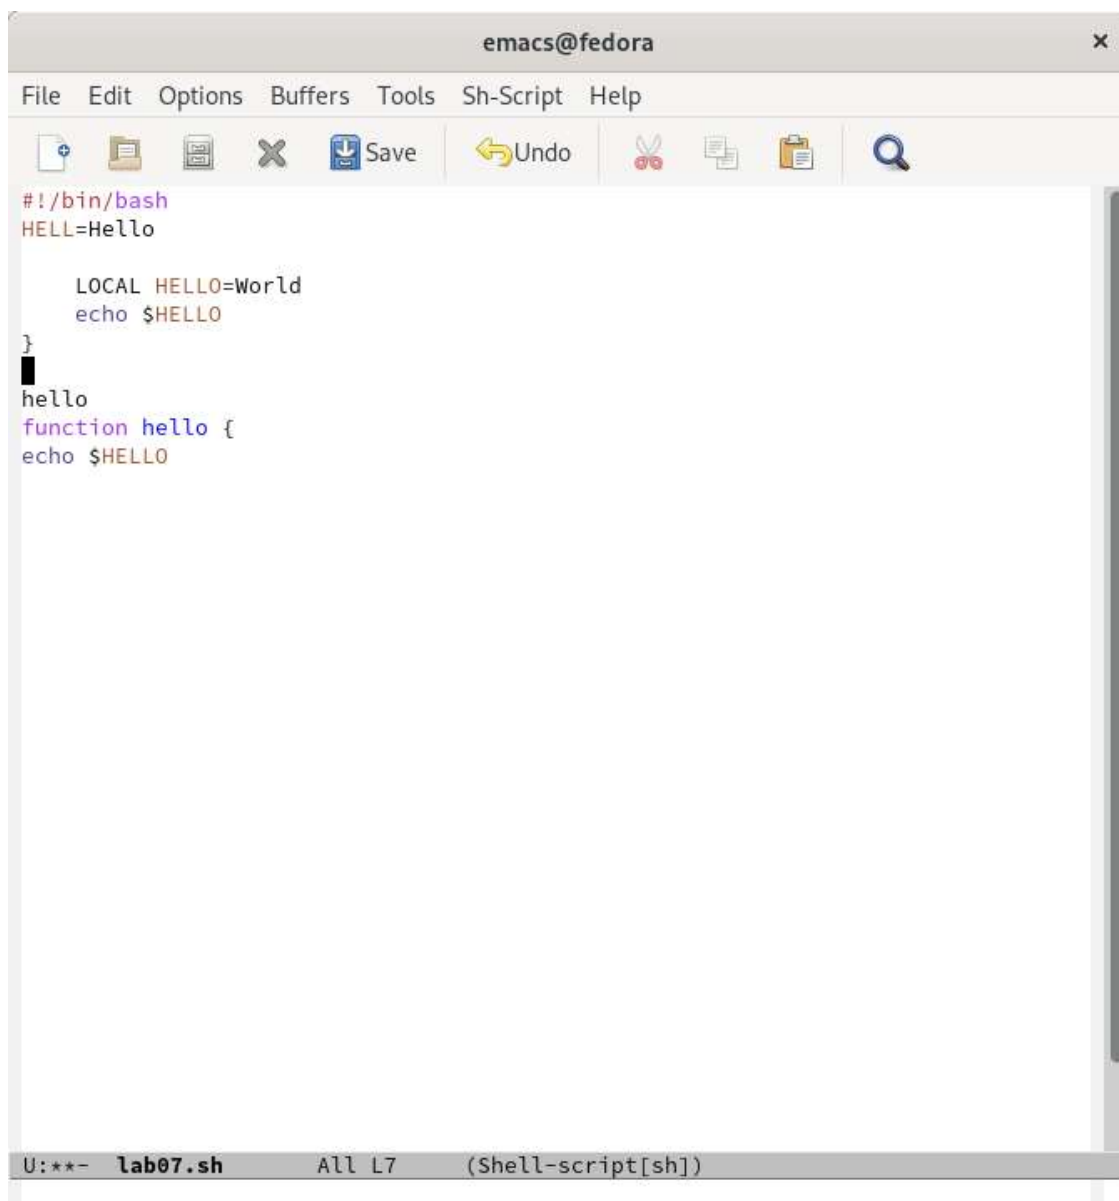 emacs@fedora ×
File Edit Options Buffers Tools Sh-Script Help
Save Undo
#!/bin/bash
HELL=Hello

    LOCAL HELLO=World
    echo $HELLO
}

hello
function hello {
echo $HELLO
U:**- lab07.sh All L7 (Shell-script[sh])